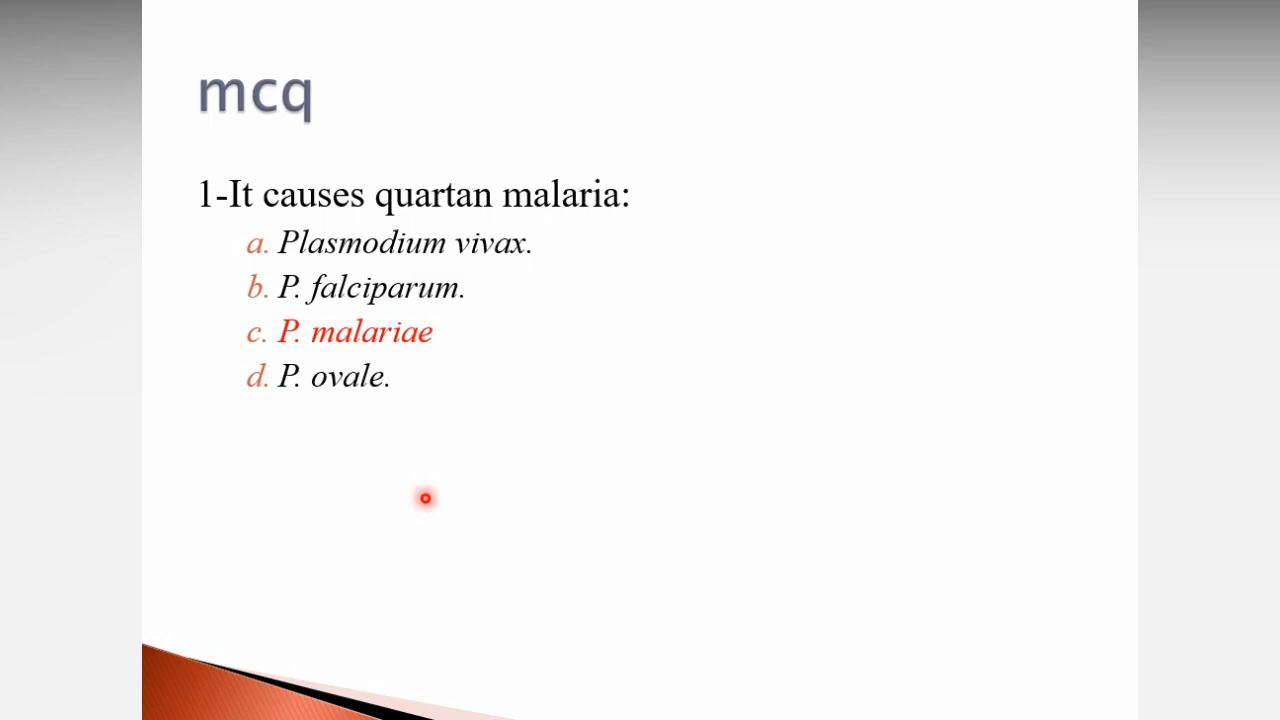 mcq
1-It causes quartan malaria:
a. Plasmodium vivax.
b. P. falciparum.
c. P. malariae
d. P. ovale.